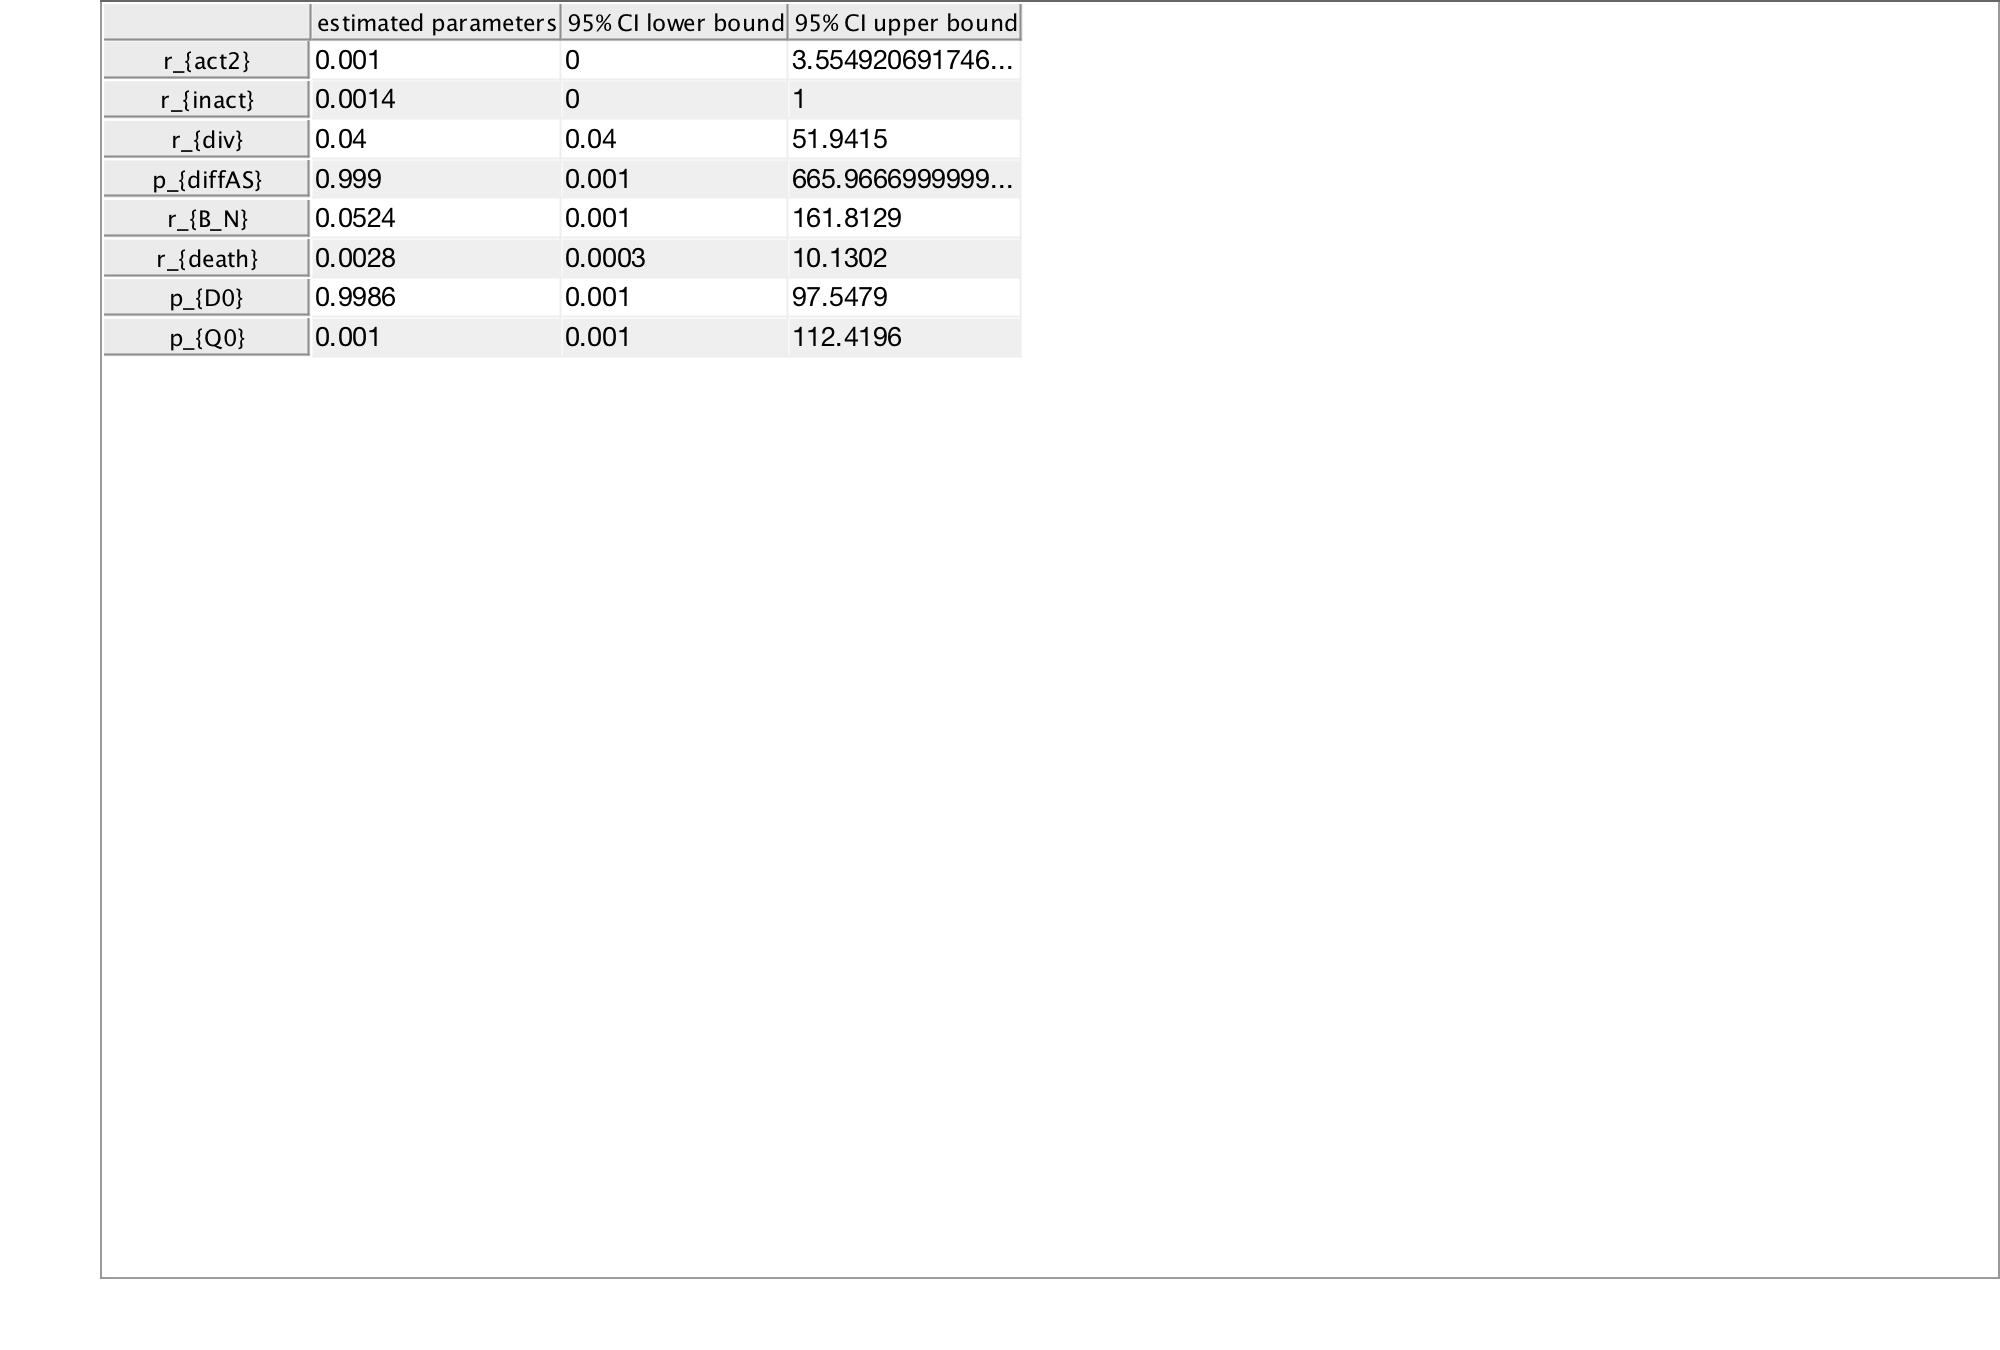 estimated parameters 95% CI lower bound 95% CI upper bound
r_{act2} 0.001 0 3.554920691746...
r_{inact} 0.0014 0 1
r_{div} 0.04 0.04 51.9415
p_{diffAS} 0.999 0.001 665.9666999999...
r_{B_N} 0.0524 0.001 161.8129
r_{death} 0.0028 0.0003 10.1302
p_{D0} 0.9986 0.001 97.5479
p_{Q0} 0.001 0.001 112.4196